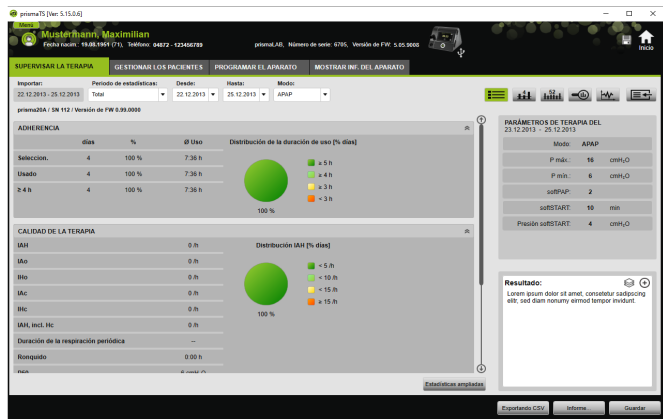 prismaTS [Ver: 5.15.0.6]
Menú
Mustermann, Maximilian
Fecha nacim.: 19.08.1951 (71), Teléfono: 04872 - 123456789
prismaLAB, Número de serie: 6785, Versión de FW: 5.05.9008
Inicio
SUPERVISAR LA TERAPIA
GESTIONAR LOS PACIENTES
PROGRAMAR EL APARATO
MOSTRAR INF. DEL APARATO
Importar: Periodo de estadísticas: Desde: Hasta: Modo:
22.12.2013 - 25.12.2013 Total 22.12.2013 25.12.2013 APAP
prisma20A / SN 112 / Versión de FW 0.99.0000
ADHERENCIA
días % Ø Uso Distribución de la duración de uso [% días]
Seleccion. 4 100 % 7:36 h
Usado 4 100 % 7:36 h
≥ 4 h 4 100 % 7:36 h
≥ 5 h
≥ 4 h
≥ 3 h
< 3 h
100 %
CALIDAD DE LA TERAPIA
IAH 0 /h
IAo 0 /h
IHo 0 /h
IAc 0 /h
IHc 0 /h
IAH, incl. Hc 0 /h
Duración de la respiración periódica --
Ronquido 0:00 h
Distribución IAH [% días]
< 5 /h
< 10 /h
< 15 /h
≥ 15 /h
100 %
Estadísticas ampliadas
PARÁMETROS DE TERAPIA DEL
23.12.2013 - 25.12.2013
Modo: APAP
P máx.: 16 cmH₂O
P mín.: 6 cmH₂O
softPAP: 2
softSTART: 10 min
Presión softSTART: 4 cmH₂O
Resultado:
Lorem ipsum dolor sit amet, consetetur sadipscing
elitr, sed diam nonumy eirmod tempor invidunt.
Exportando CSV
Informe...
Guardar